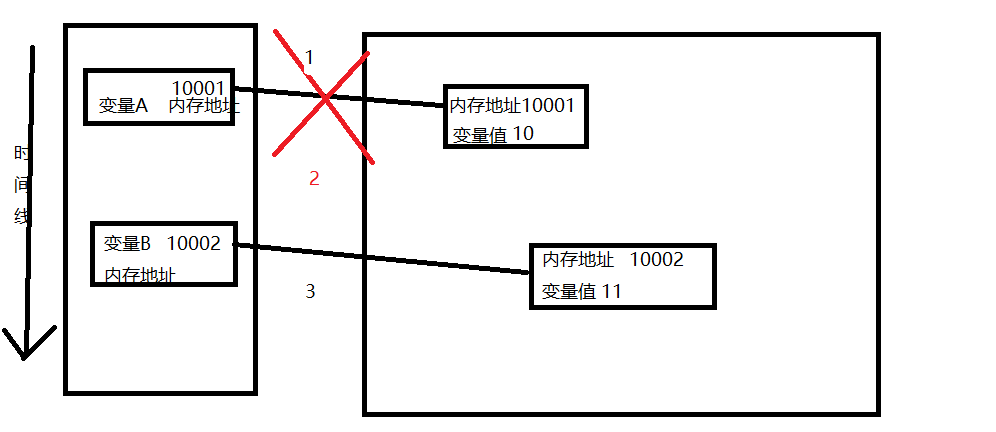 时
间
线
10001
变量A 内存地址
变量B 10002
内存地址
1
2
3
内存地址10001
变量值 10
内存地址 10002
变量值 11